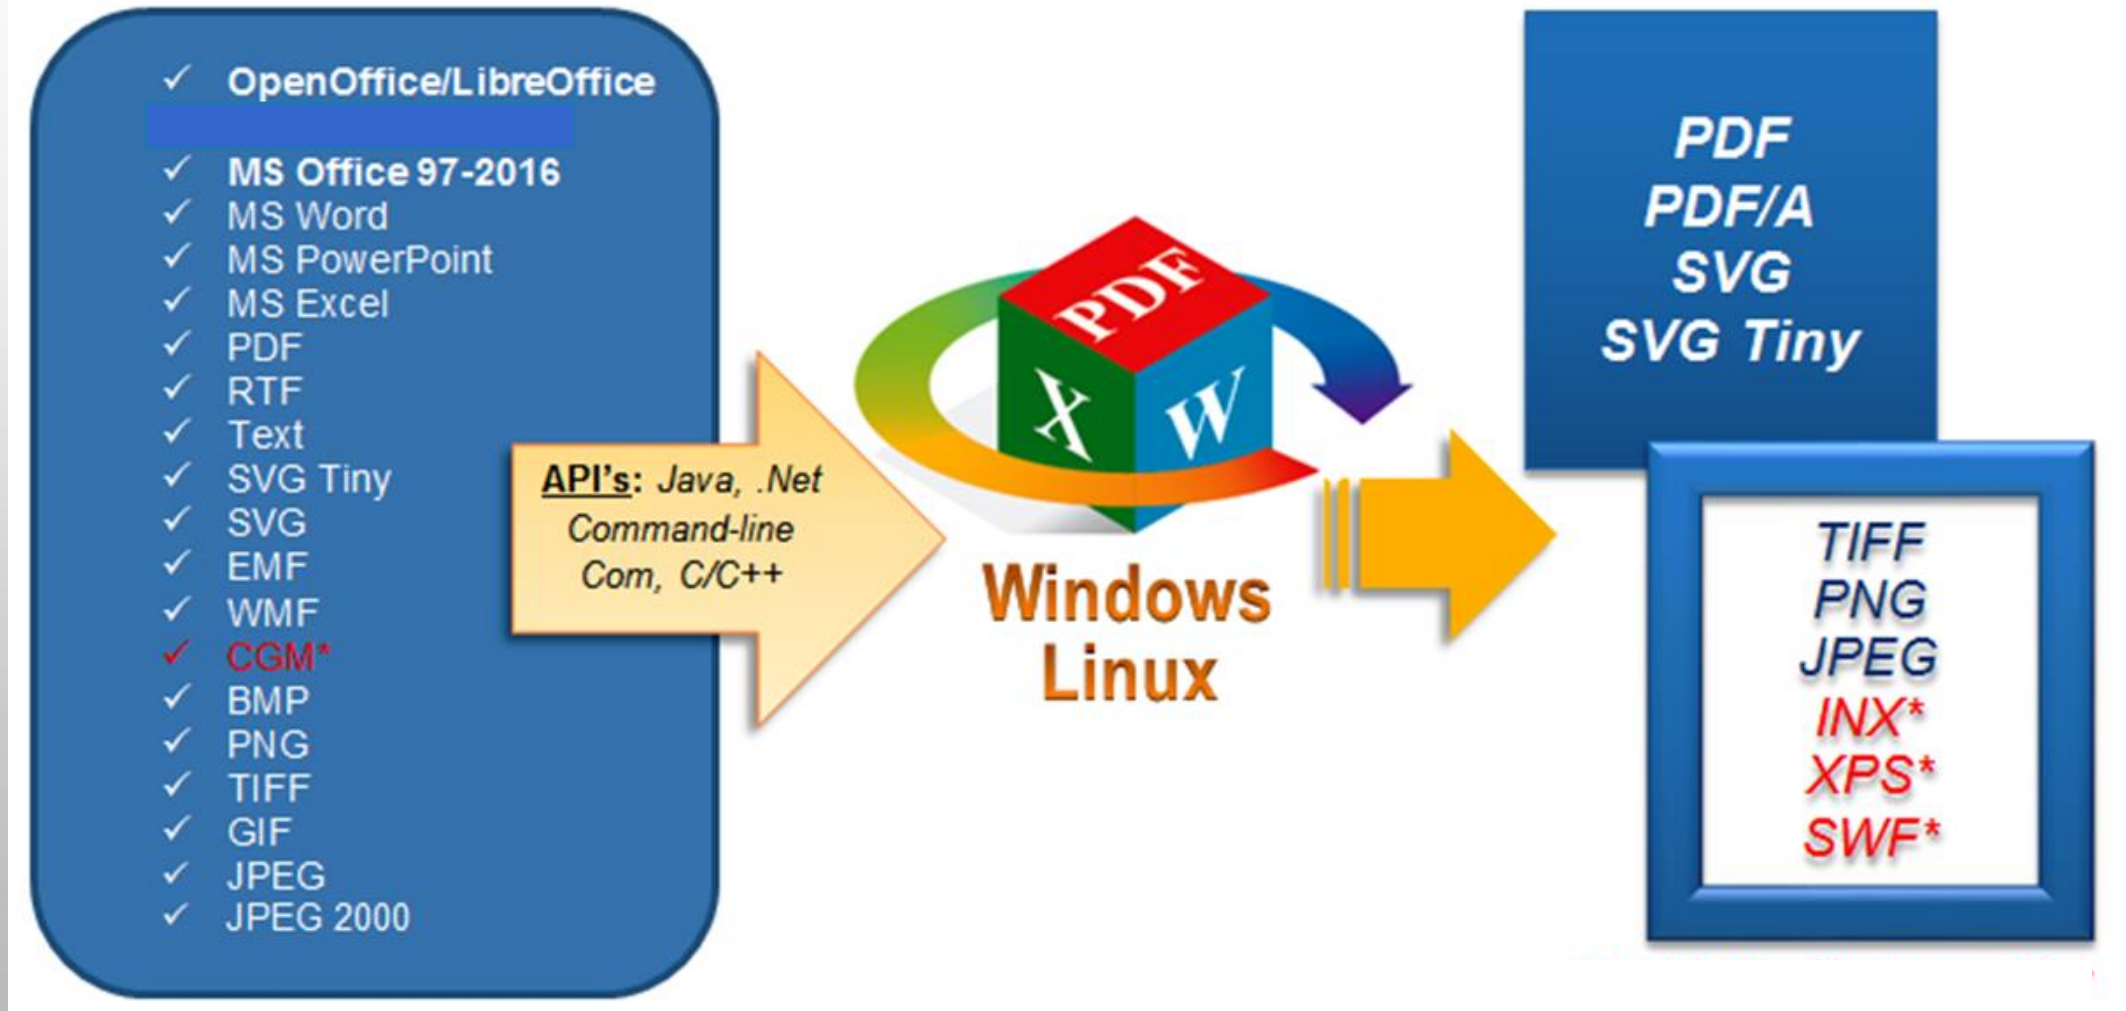 OpenOffice/LibreOffice
MS Office 97-2016
MS Word
MS PowerPoint
MS Excel
PDF
RTF
Text
SVG Tiny
SVG
EMF
WMF
CGM*
BMP
PNG
TIFF
GIF
JPEG
JPEG 2000
API's: Java, .Net
Command-line
Com, C/C++
PDF
X
W
Windows
Linux
PDF
PDF/A
SVG
SVG Tiny
TIFF
PNG
JPEG
INX*
XPS*
SWF*